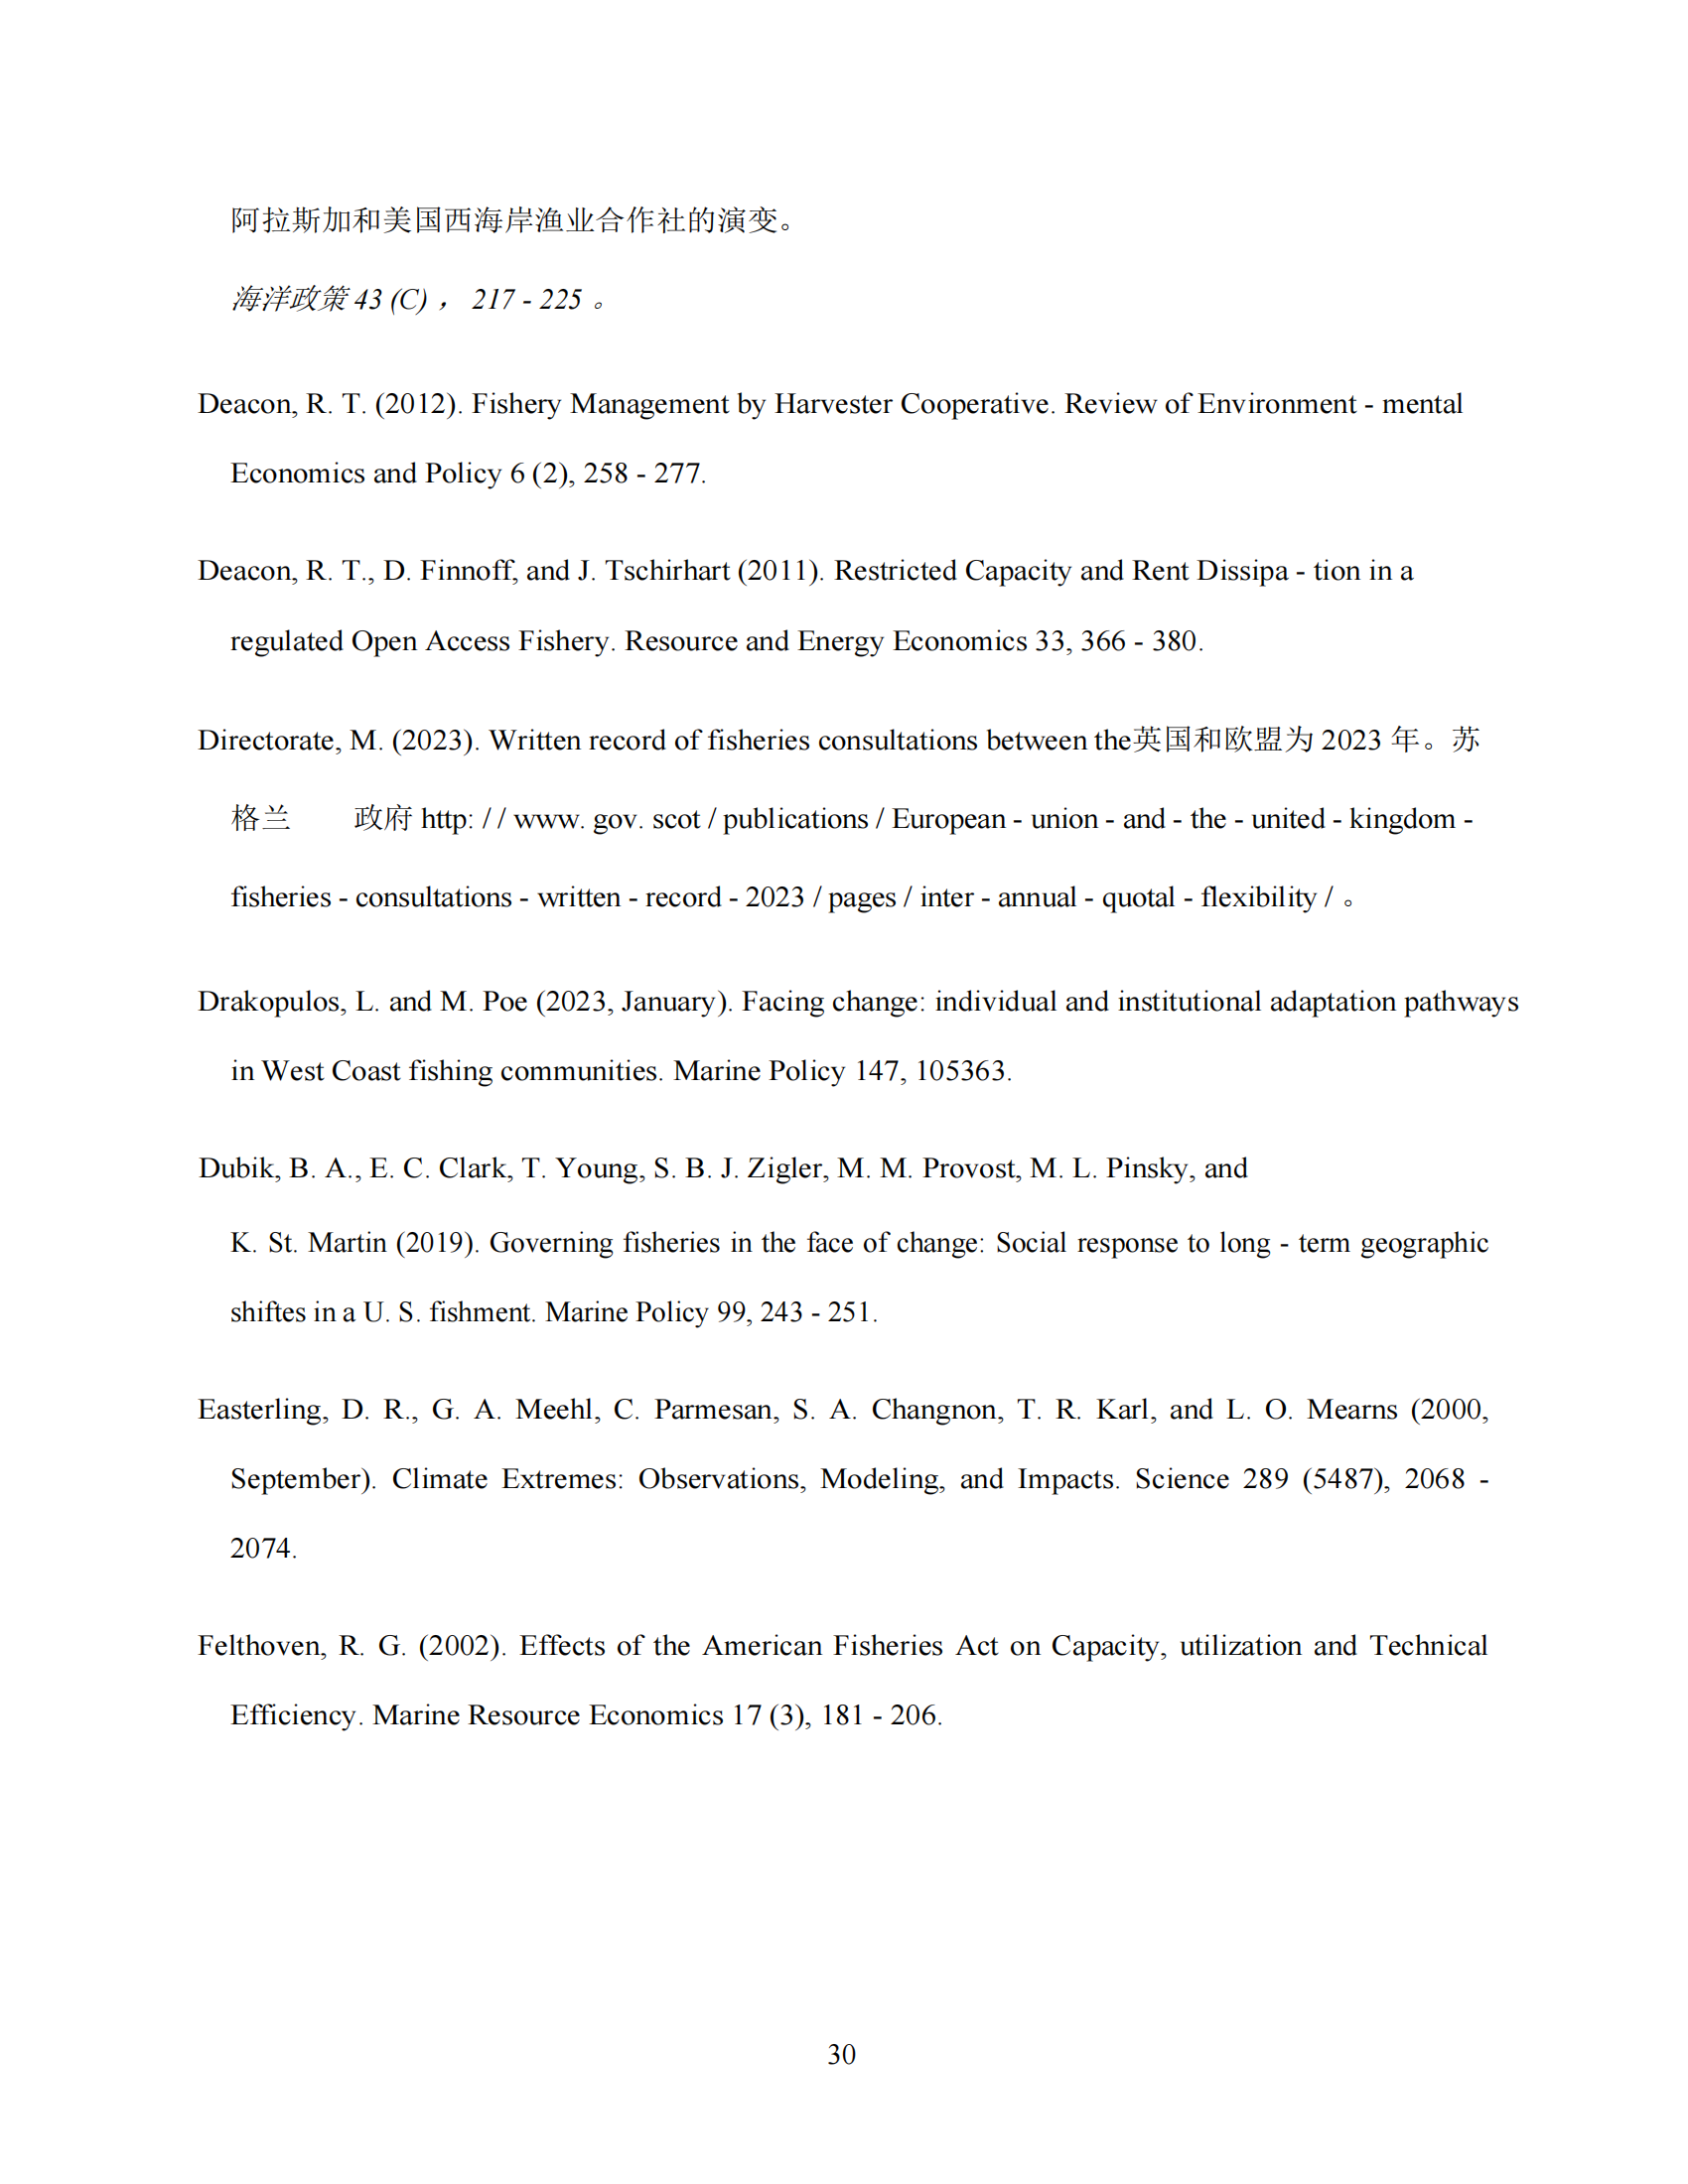 阿拉斯加和美国西海岸渔业合作社的演变。
海洋政策 43 (C) ， 217 - 225 。
Deacon, R. T. (2012). Fishery Management by Harvester Cooperative. Review of Environment - mental
Economics and Policy 6 (2), 258 - 277.
Deacon, R. T., D. Finnoff, and J. Tschirhart (2011). Restricted Capacity and Rent Dissipa - tion in a
regulated Open Access Fishery. Resource and Energy Economics 33, 366 - 380.
Directorate, M. (2023). Written record of fisheries consultations between the英国和欧盟为 2023 年。苏
格兰 政府 http: / / www. gov. scot / publications / European - union - and - the - united - kingdom -
fisheries - consultations - written - record - 2023 / pages / inter - annual - quotal - flexibility / 。
Drakopulos, L. and M. Poe (2023, January). Facing change: individual and institutional adaptation pathways
in West Coast fishing communities. Marine Policy 147, 105363.
Dubik, B. A., E. C. Clark, T. Young, S. B. J. Zigler, M. M. Provost, M. L. Pinsky, and
K. St. Martin (2019). Governing fisheries in the face of change: Social response to long - term geographic
shiftes in a U. S. fishment. Marine Policy 99, 243 - 251.
Easterling, D. R., G. A. Meehl, C. Parmesan, S. A. Changnon, T. R. Karl, and L. O. Mearns (2000,
September). Climate Extremes: Observations, Modeling, and Impacts. Science 289 (5487), 2068 -
2074.
Felthoven, R. G. (2002). Effects of the American Fisheries Act on Capacity, utilization and Technical
Efficiency. Marine Resource Economics 17 (3), 181 - 206.
30